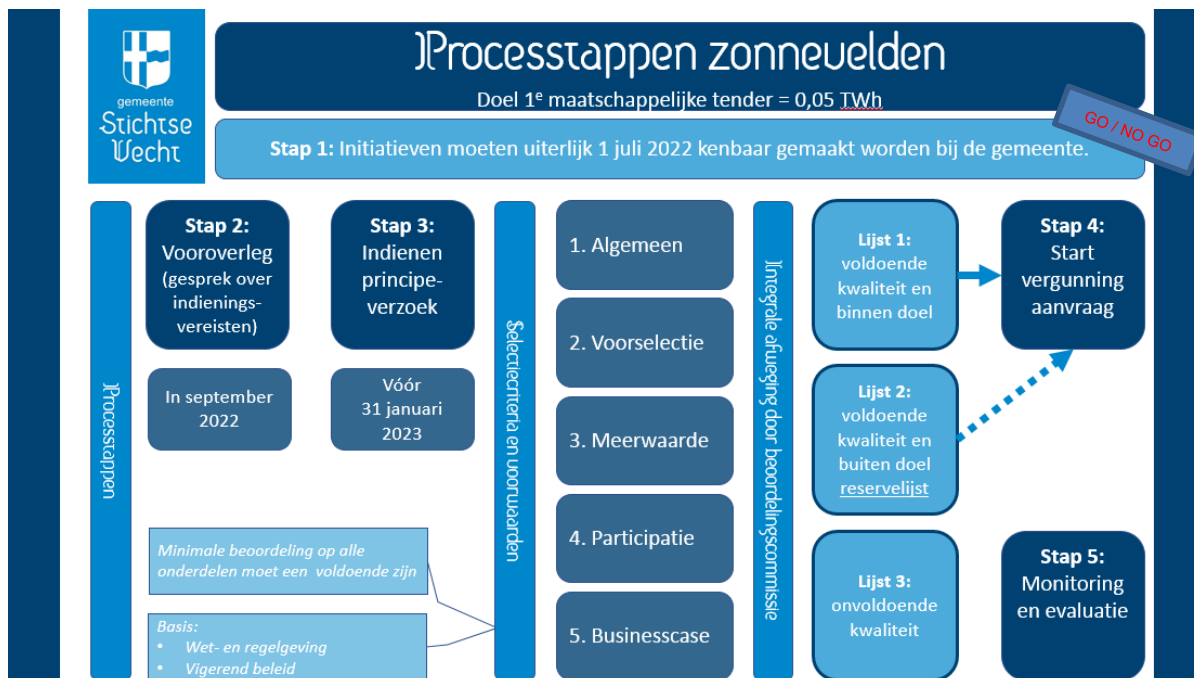 gemeente
Stichtse
Vecht
Processtappen zonnevelden
Doel 1e maatschappelijke tender = 0,05 TWh
GO / NO GO
Stap 1: Initiatieven moeten uiterlijk 1 juli 2022 kenbaar gemaakt worden bij de gemeente.
Processtappen
Stap 2:
Vooroverleg
(gesprek over
indienings-
vereisten)
In september
2022
Stap 3:
Indienen
principe-
verzoek
Vóór
31 januari
2023
Minimale beoordeling op alle
onderdelen moet een voldoende zijn
Basis:
• Wet- en regelgeving
• Vigerend beleid
Selectiecriteria en voorwaarden
1. Algemeen
2. Voorselectie
3. Meerwaarde
4. Participatie
5. Businesscase
Integrale afweging door beoordelingscommissie
Lijst 1:
voldoende
kwaliteit en
binnen doel
Lijst 2:
voldoende
kwaliteit en
buiten doel
reservelijst
Lijst 3:
onvoldoende
kwaliteit
Stap 4:
Start
vergunning
aanvraag
Stap 5:
Monitoring
en evaluatie